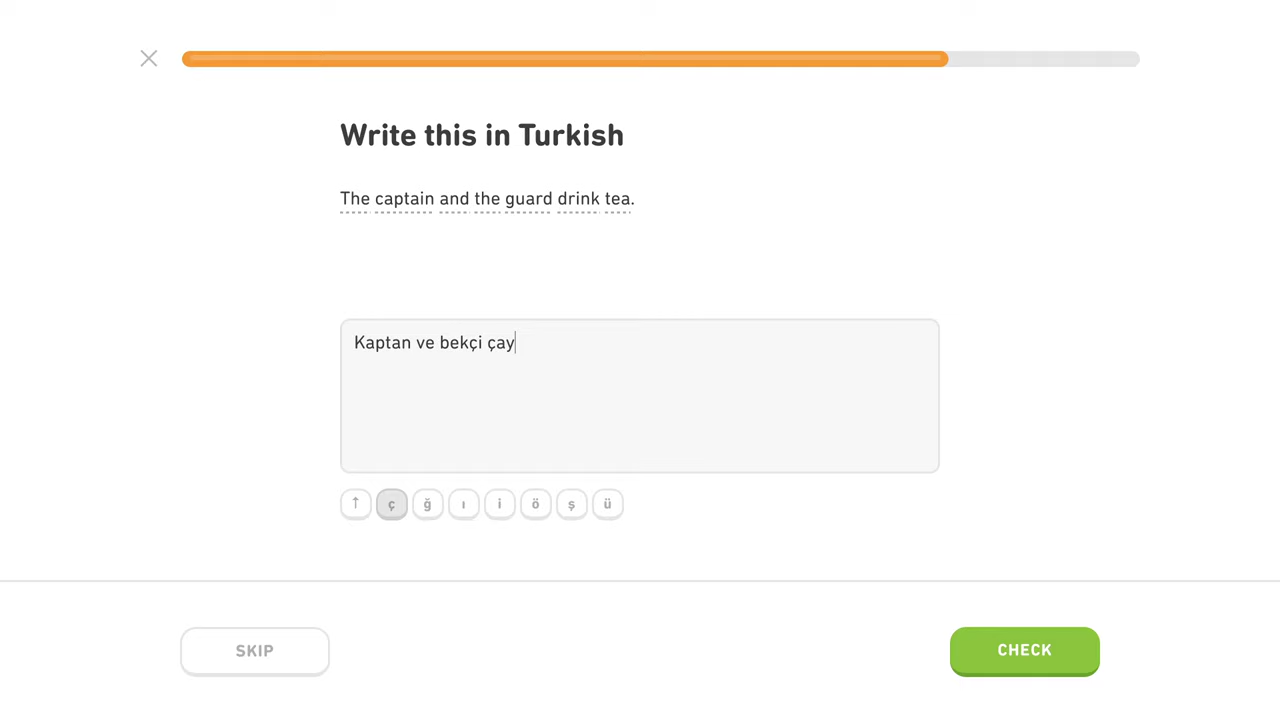 Write this in Turkish
The captain and the guard drink tea.
Kaptan ve bekçi çay
↑ ç ğ ı i ö ş ü
SKIP
CHECK